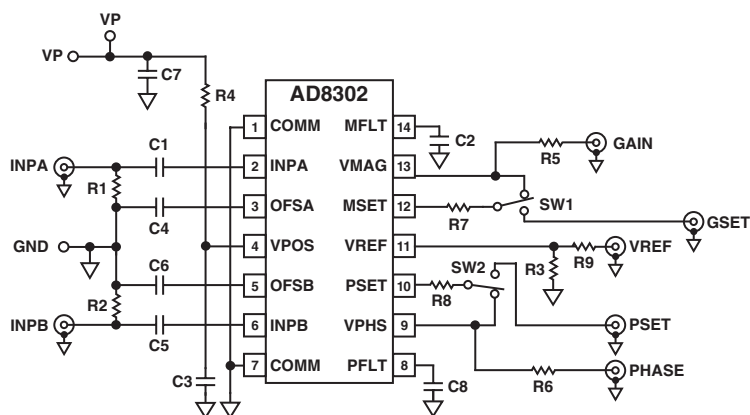 VP
VP
C7
R4
AD8302
1 COMM MFLT 14
C2
GAIN
R5
C1
INPA
2 INPA VMAG 13
R1
SW1
3 OFSA MSET 12
R7
GSET
C4
GND
4 VPOS VREF 11
VREF
R9
R3
C6
SW2
5 OFSB PSET 10
R8
R2
INPB
6 INPB VPHS 9
PSET
C5
7 COMM PFLT 8
C3
C8
R6
PHASE